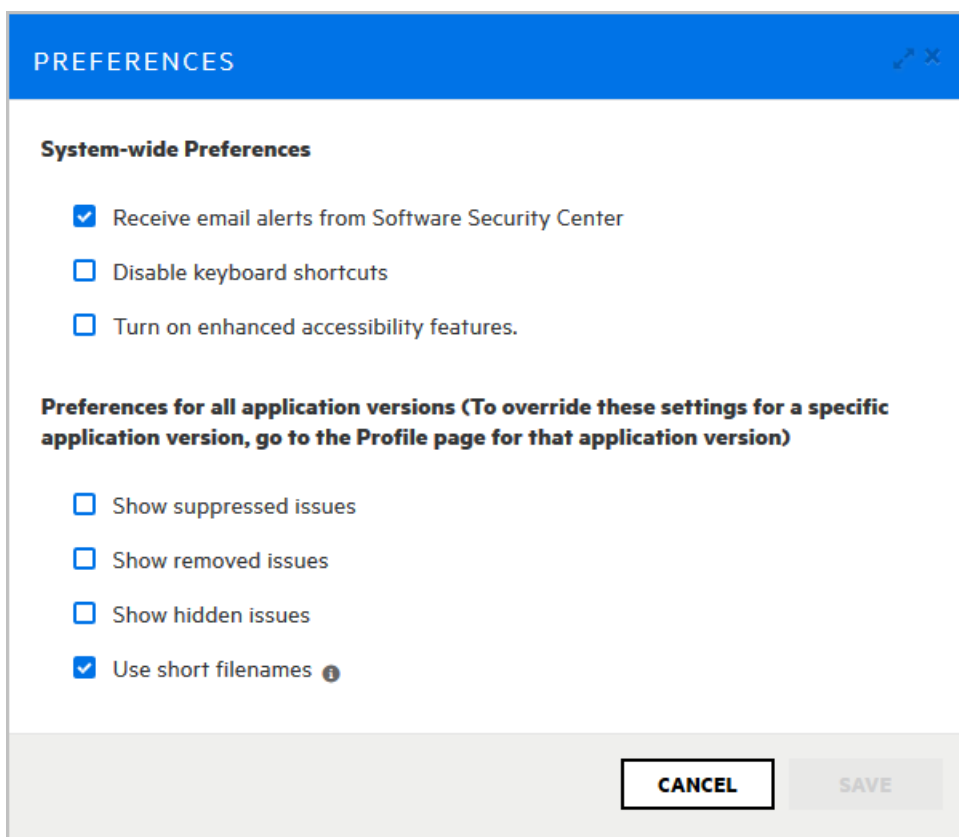 PREFERENCES
System-wide Preferences
Receive email alerts from Software Security Center
Disable keyboard shortcuts
Turn on enhanced accessibility features.
Preferences for all application versions (To override these settings for a specific
application version, go to the Profile page for that application version)
Show suppressed issues
Show removed issues
Show hidden issues
Use short filenames
CANCEL SAVE